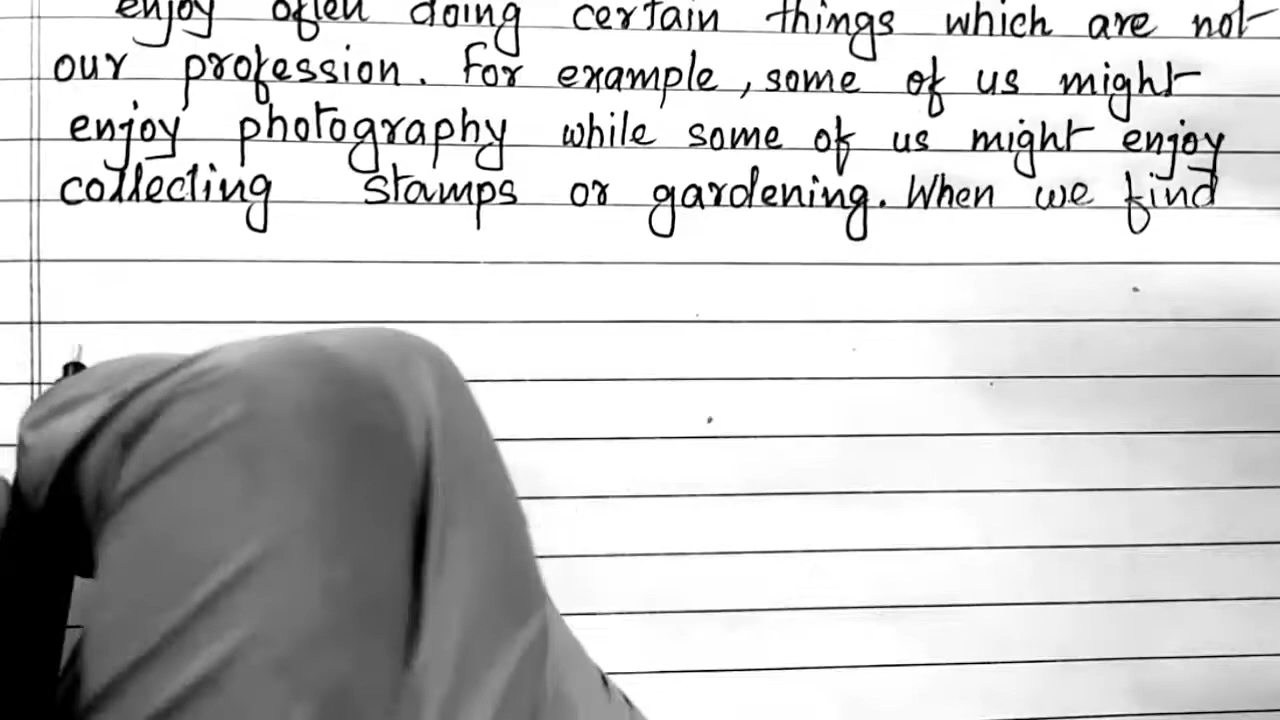 enjoy often doing certain things which are not
our profession. For example, some of us might
enjoy photography while some of us might enjoy
collecting stamps or gardening. When we find